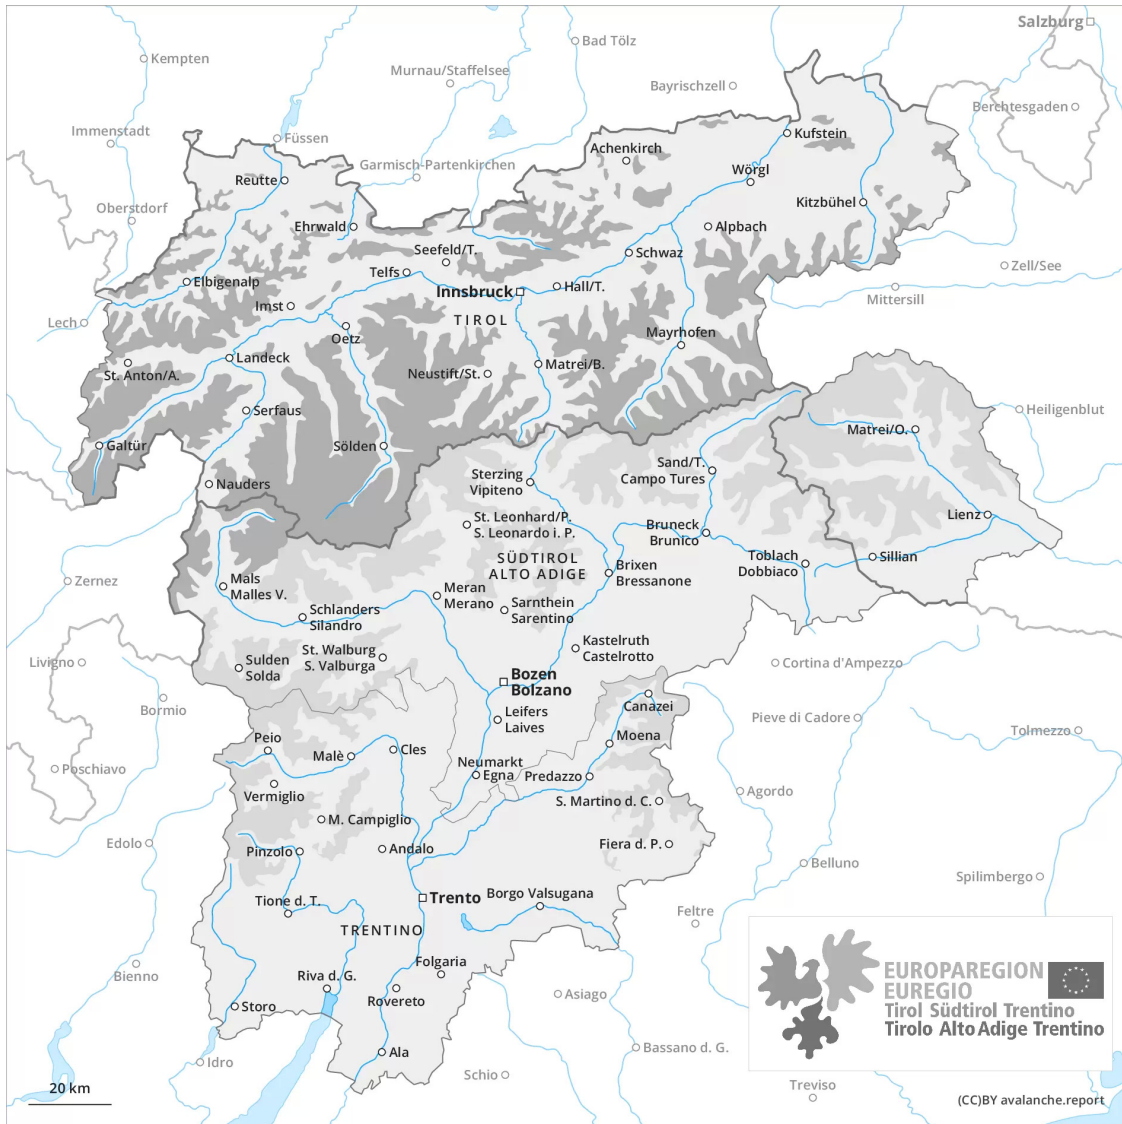 Salzburg
Bad Tölz
Kempten
Murnau/Staffelsee
Bayrischzell
Berchtesgaden
Immenstadt
Füssen
Kufstein
Achenkirch
Garmisch-Partenkirchen
Wörgl
Reutte
Kitzbühel
Oberstdorf
Ehrwald
Alpbach
Seefeld/T.
Schwaz
Telfs
Zell/See
Elbigenalp
Innsbruck
Hall/T.
Mittersill
Imst
TIROL
Lech
Oetz
Mayrhofen
Landeck
Matrei/B.
St. Anton/A.
Neustift/St.
Serfaus
Heiligenblut
Matrei/O.
Galtür
Sölden
Sand/T.
Campo Tures
Sterzing
Vipiteno
Nauders
St. Leonhard/P.
S. Leonardo i. P.
Lienz
Bruneck
Brunico
SÜDTIROL
ALTO ADIGE
Toblach
Dobbiaco
Sillian
Brixen
Bressanone
Zernez
Mals
Malles V.
Meran
Merano
Sarnthein
Sarentino
Schlanders
Silandro
Kastelruth
Castelrotto
St. Walburg
S. Valburga
Livigno
Sulden
Solda
Cortina d'Ampezzo
Bozen
Bolzano
Bormio
Canazei
Leifers
Laives
Pieve di Cadore
Tolmezzo
Peio
Moena
Malè
Cles
Neumarkt
Egna
Poschiavo
Predazzo
Vermiglio
Agordo
S. Martino d. C.
M. Campiglio
Edolo
Fiera d. P.
Pinzolo
Andalo
Belluno
Spilimbergo
Trento
Borgo Valsugana
Tione d. T.
Feltre
TRENTINO
Folgaria
Bienno
Riva d. G.
Rovereto
Asiago
Storo
EUROPAREGION
EUREGIO
Tirol Südtirol Trentino
Tirolo Alto Adige Trentino
Ala
Bassano d. G.
Idro
Schio
20 km
Treviso
(CC)BY avalanche.report